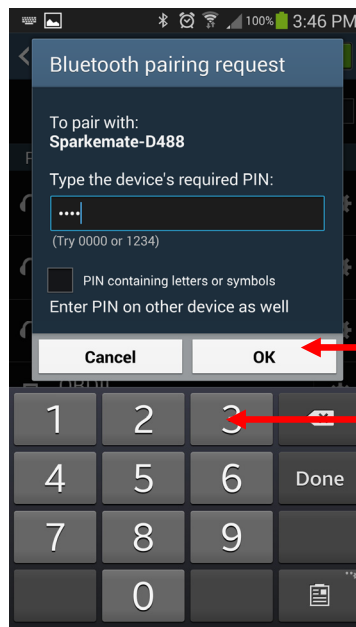 100% 3:46 PM
Bluetooth pairing request
To pair with:
Sparkemate-D488
Type the device's required PIN:
••••
(Try 0000 or 1234)
PIN containing letters or symbols
Enter PIN on other device as well
Cancel OK
OBDII
1 2 3
4 5 6 Done
7 8 9
0